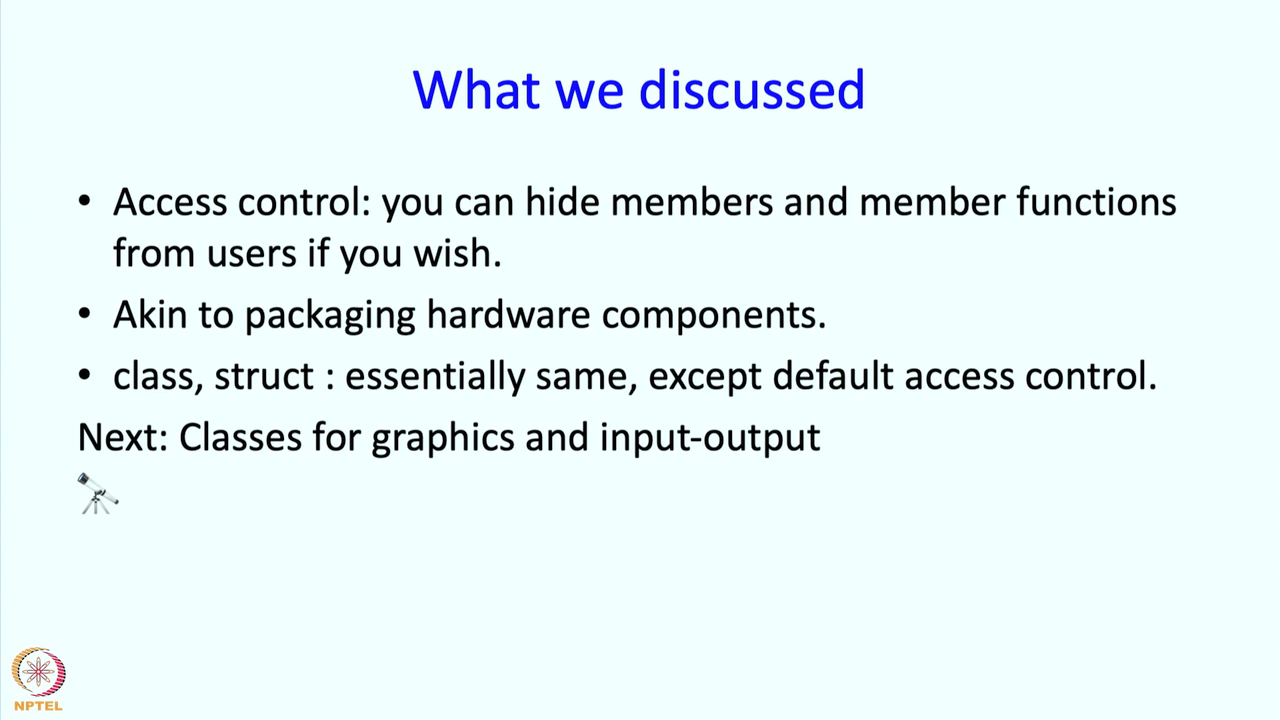 What we discussed
• Access control: you can hide members and member functions
from users if you wish.
• Akin to packaging hardware components.
• class, struct : essentially same, except default access control.
Next: Classes for graphics and input-output
NPTEL